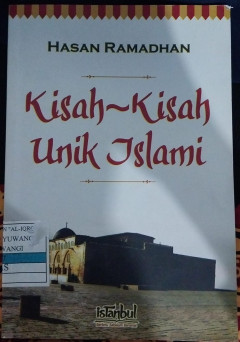 HASAN RAMADHAN
Kisah~Kisah
Unik Islami
istanbul